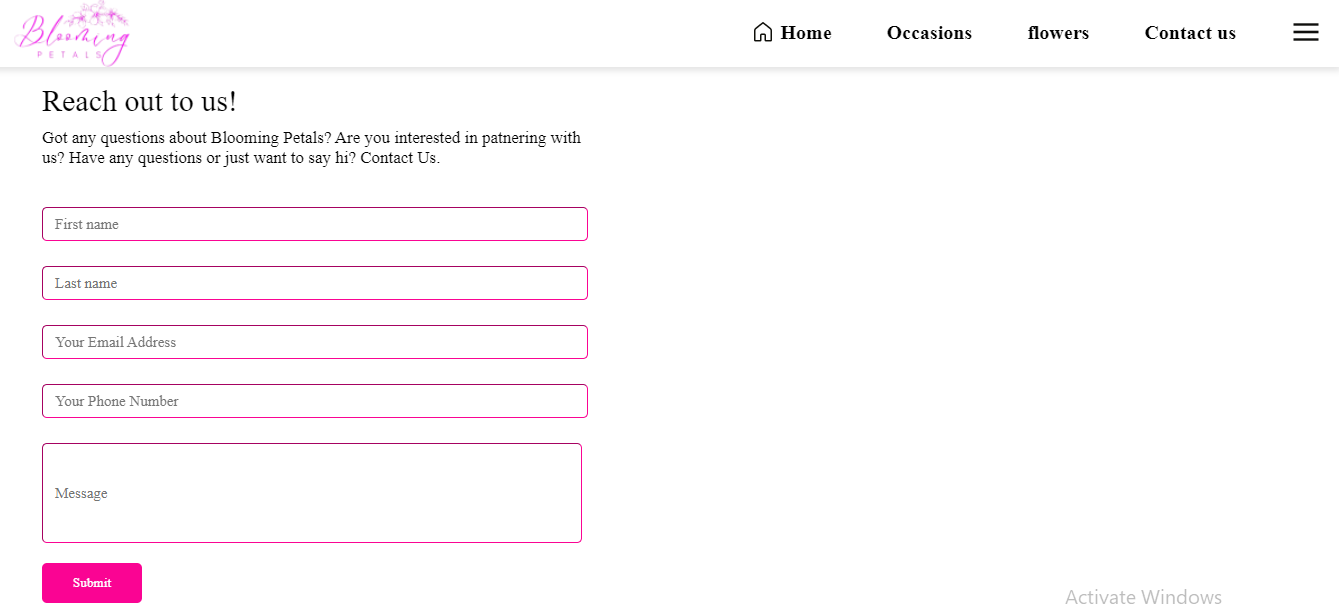 Blooming
PETALS
Home
Occasions
flowers
Contact us
Reach out to us!
Got any questions about Blooming Petals? Are you interested in patnering with
us? Have any questions or just want to say hi? Contact Us.
First name
Last name
Your Email Address
Your Phone Number
Message
Submit
Activate Windows